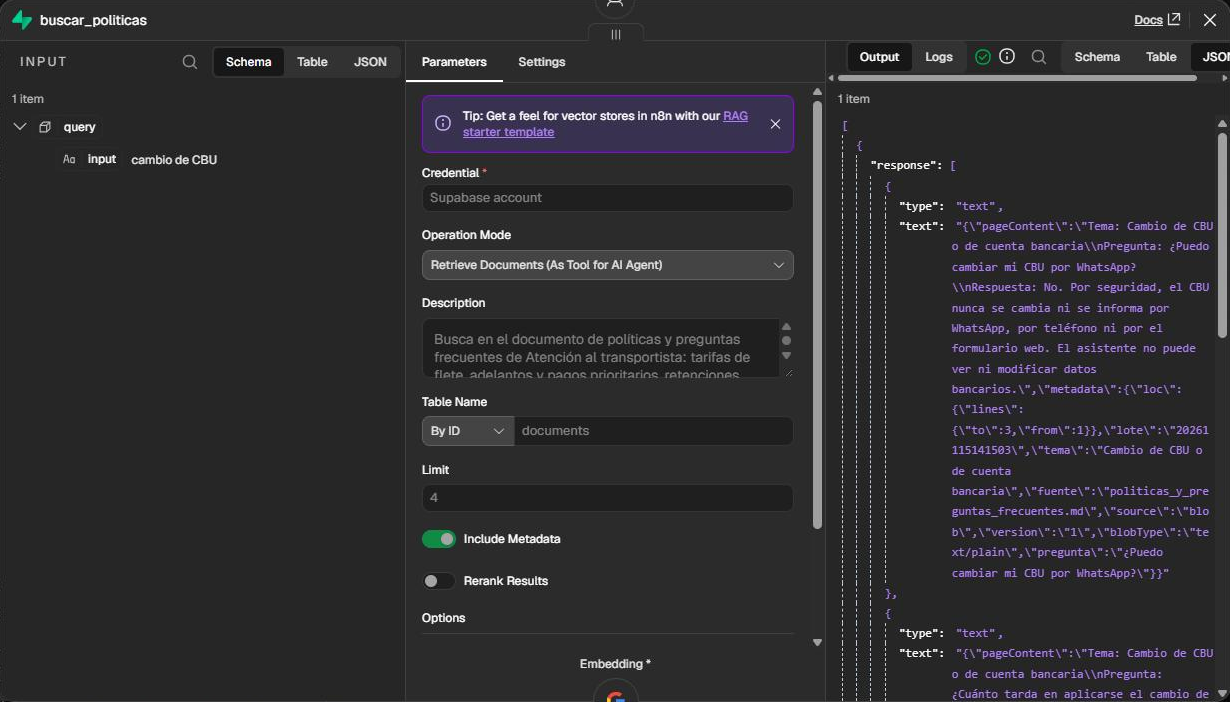 buscar_politicas
Docs
INPUT
Schema
Table
JSON
1 item
query
Aα input cambio de CBU
Parameters
Settings
Tip: Get a feel for vector stores in n8n with our RAG
starter template
Credential *
Supabase account
Operation Mode
Retrieve Documents (As Tool for AI Agent)
Description
Busca en el documento de políticas y preguntas
frecuentes de Atención al transportista: tarifas de
flete, adelantos y pagos prioritarios, retenciones
Table Name
By ID
documents
Limit
4
Include Metadata
Rerank Results
Options
Embedding *
Output
Logs
Schema
Table
JSON
1 item
[
{
"response": [
{
"type": "text",
"text": "{\"pageContent\":\"Tema: Cambio de CBU
o de cuenta bancaria\\nPregunta: ¿Puedo
cambiar mi CBU por WhatsApp?
\\nRespuesta: No. Por seguridad, el CBU
nunca se cambia ni se informa por
WhatsApp, por teléfono ni por el
formulario web. El asistente no puede
ver ni modificar datos
bancarios.\",\"metadata\":{\"loc\":
{\"lines\":
{\"to\":3,\"from\":1}},\"lote\":\"20261
115141503\",\"tema\":\"Cambio de CBU o
de cuenta
bancaria\",\"fuente\":\"politicas_y_pre
guntas_frecuentes.md\",\"source\":\"blo
b\",\"version\":\"1\",\"blobType\":\"te
xt/plain\",\"pregunta\":\"¿Puedo
cambiar mi CBU por WhatsApp?\"}}"
},
{
"type": "text",
"text": "{\"pageContent\":\"Tema: Cambio de CBU
o de cuenta bancaria\\nPregunta:
¿Cuánto tarda en aplicarse el cambio de